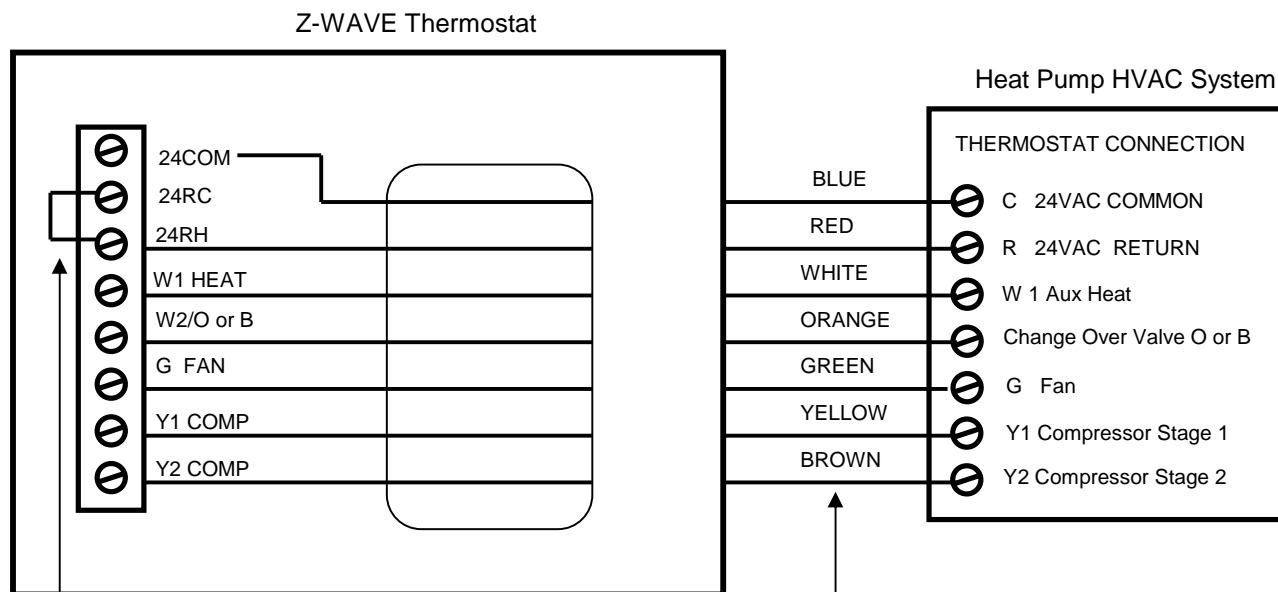 Z-WAVE Thermostat
Heat Pump HVAC System
THERMOSTAT CONNECTION
24COM
24RC
24RH
W1 HEAT
W2/O or B
G FAN
Y1 COMP
Y2 COMP
BLUE
RED
WHITE
ORANGE
GREEN
YELLOW
BROWN
C 24VAC COMMON
R 24VAC RETURN
W 1 Aux Heat
Change Over Valve O or B
G Fan
Y1 Compressor Stage 1
Y2 Compressor Stage 2